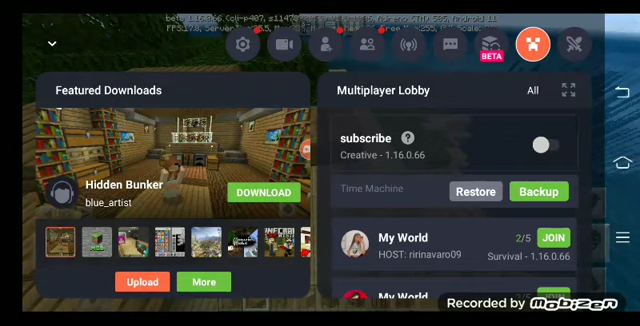 BETA
Featured Downloads
Multiplayer Lobby
All
subscribe
?
Creative - 1.16.0.66
Hidden Bunker
blue_artist
DOWNLOAD
Time Machine
Restore
Backup
My World
2/5
JOIN
HOST: ririnavaro09
Survival - 1.16.0.66
Upload
More
My World
Recorded by Mobizen